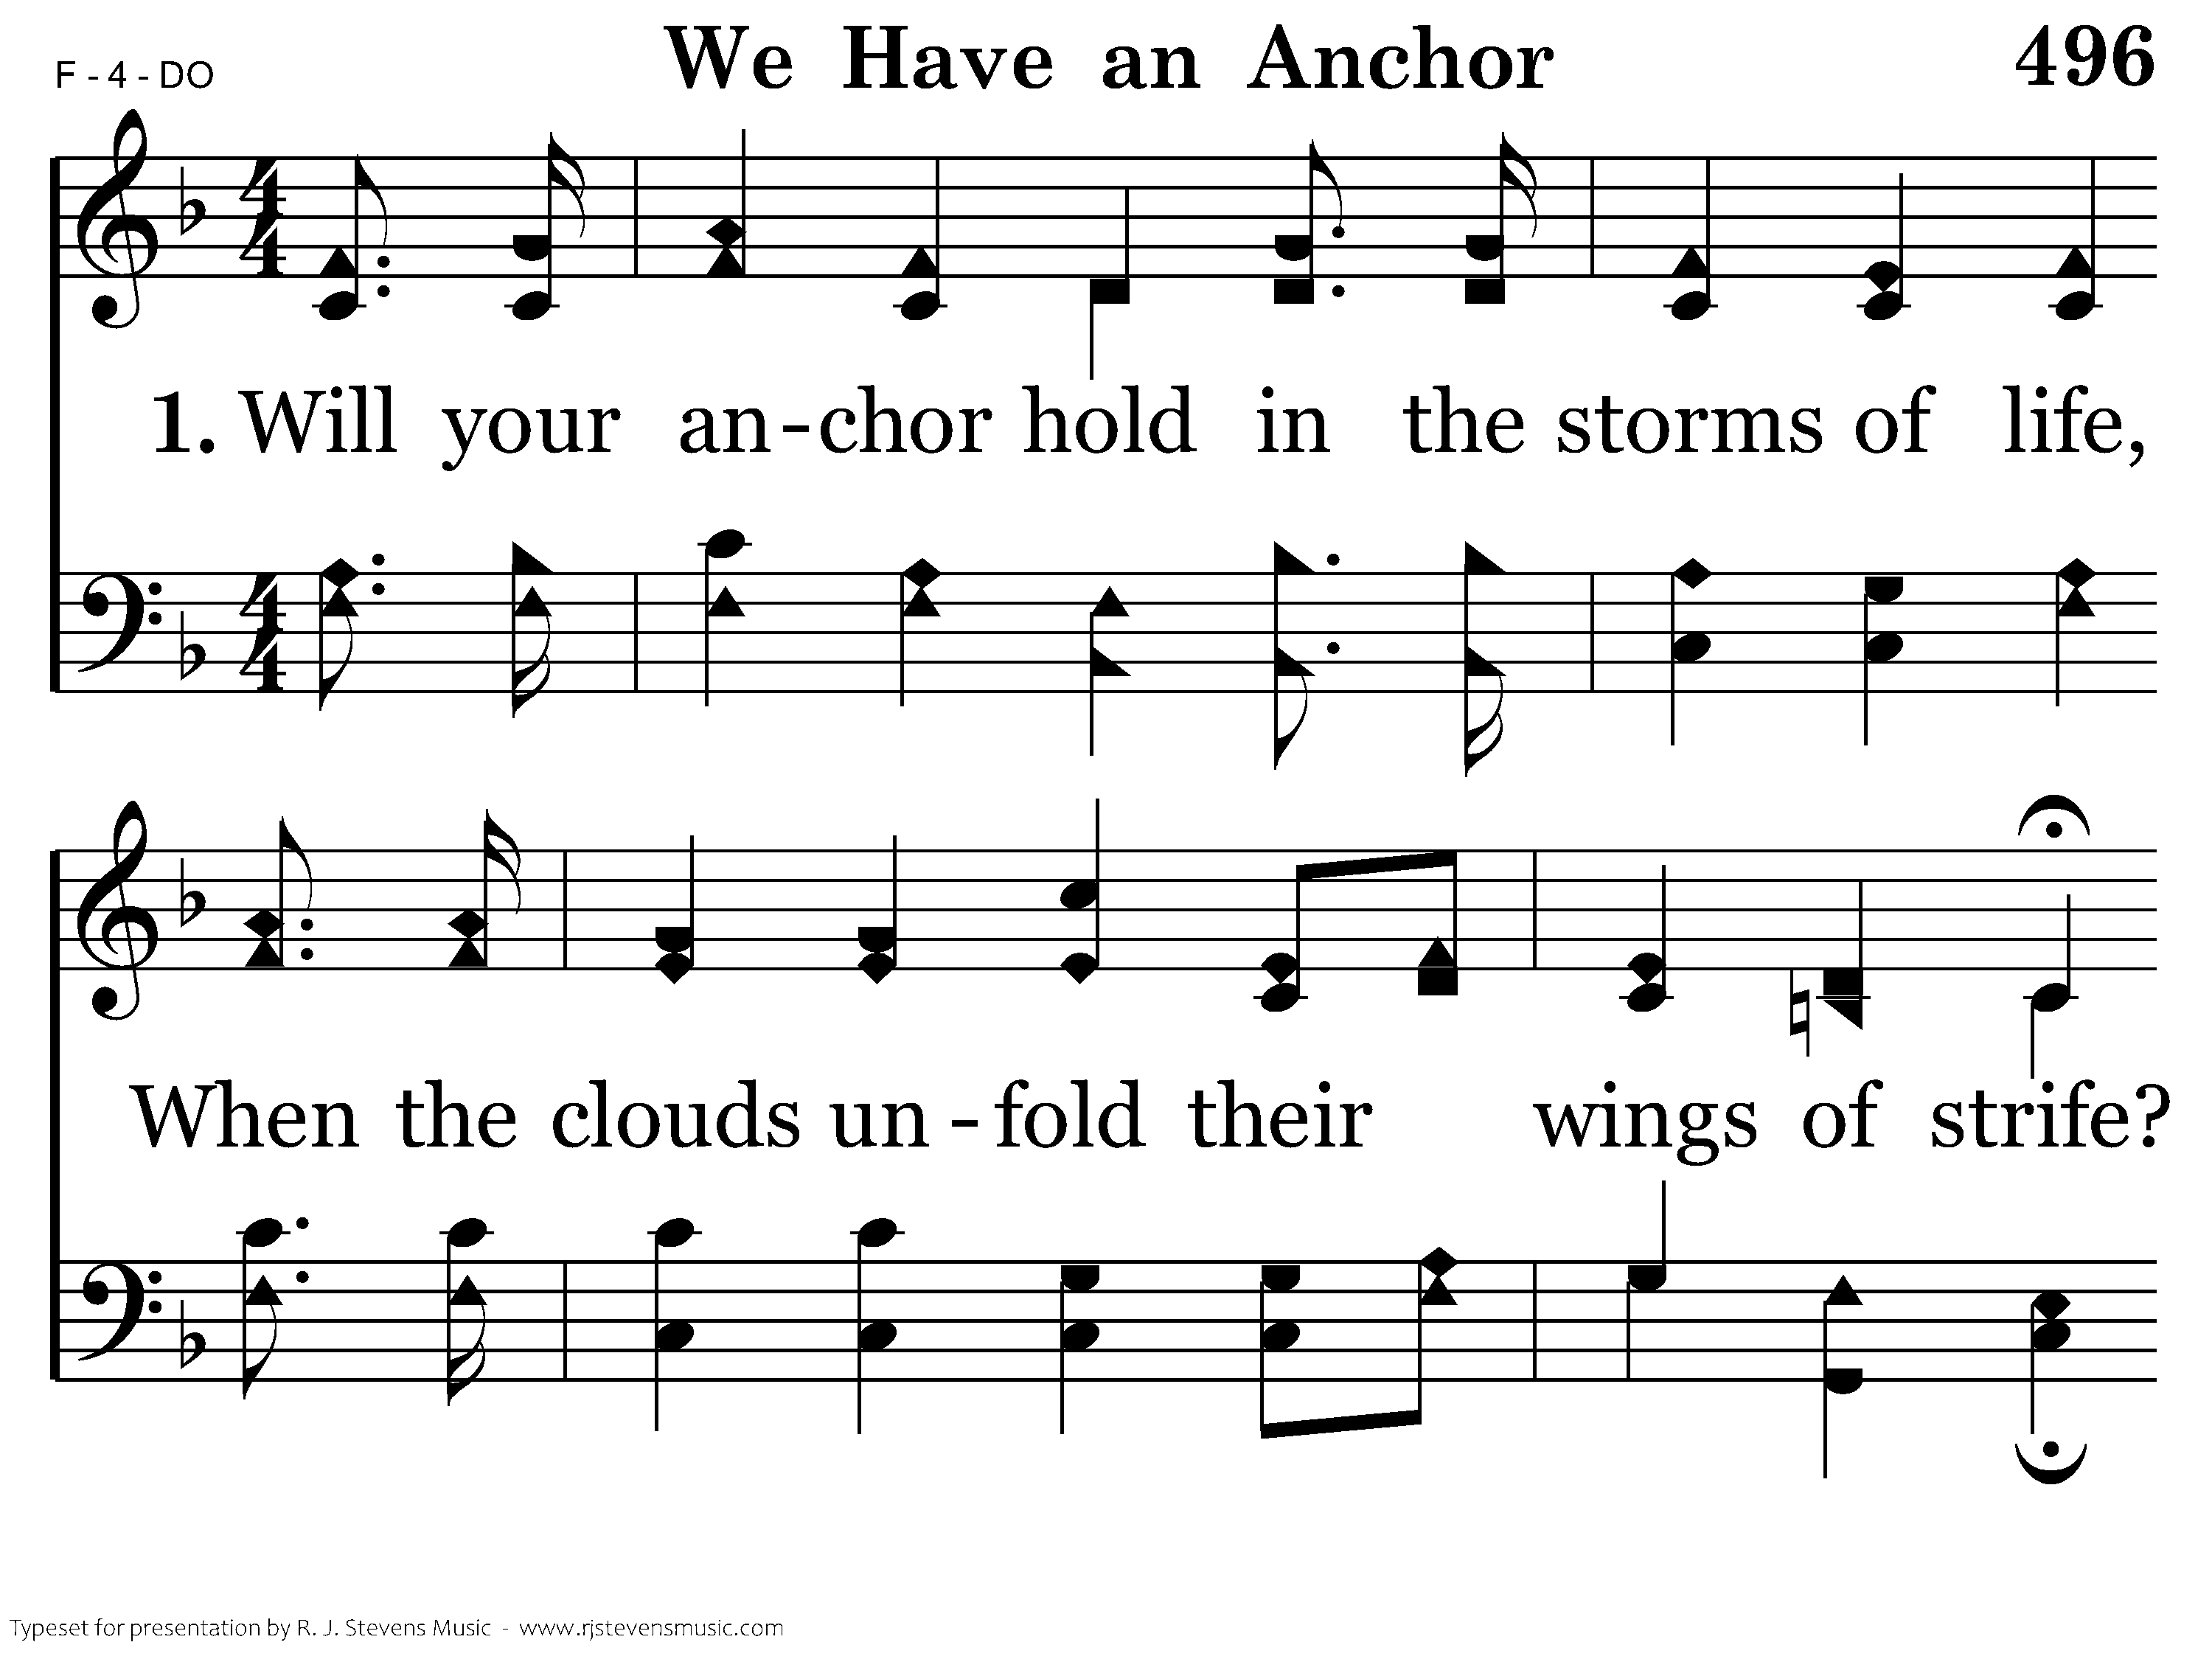 We Have an Anchor 496
F - 4 - DO
1. Will your an-chor hold in the storms of life,
When the clouds un-fold their wings of strife?
Typeset for presentation by R. J. Stevens Music - www.rjstevensmusic.com